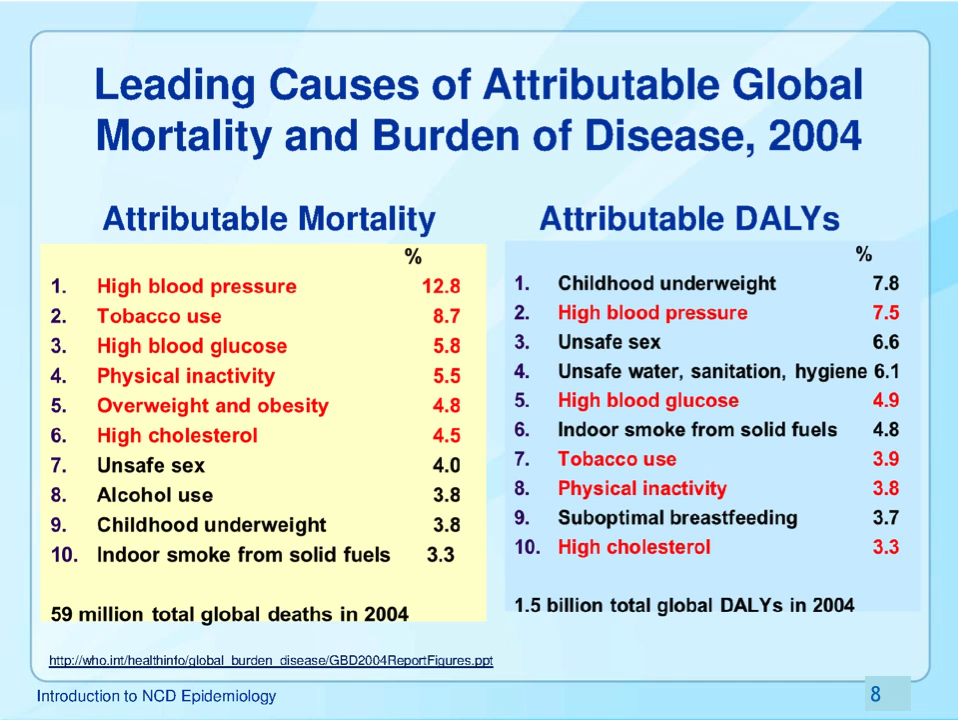 Leading Causes of Attributable Global
Mortality and Burden of Disease, 2004
Attributable Mortality
%
1. High blood pressure 12.8
2. Tobacco use 8.7
3. High blood glucose 5.8
4. Physical inactivity 5.5
5. Overweight and obesity 4.8
6. High cholesterol 4.5
7. Unsafe sex 4.0
8. Alcohol use 3.8
9. Childhood underweight 3.8
10. Indoor smoke from solid fuels 3.3
59 million total global deaths in 2004
Attributable DALYs
%
1. Childhood underweight 7.8
2. High blood pressure 7.5
3. Unsafe sex 6.6
4. Unsafe water, sanitation, hygiene 6.1
5. High blood glucose 4.9
6. Indoor smoke from solid fuels 4.8
7. Tobacco use 3.9
8. Physical inactivity 3.8
9. Suboptimal breastfeeding 3.7
10. High cholesterol 3.3
1.5 billion total global DALYs in 2004
http://who.int/healthinfo/global_burden_disease/GBD2004ReportFigures.ppt
Introduction to NCD Epidemiology
8